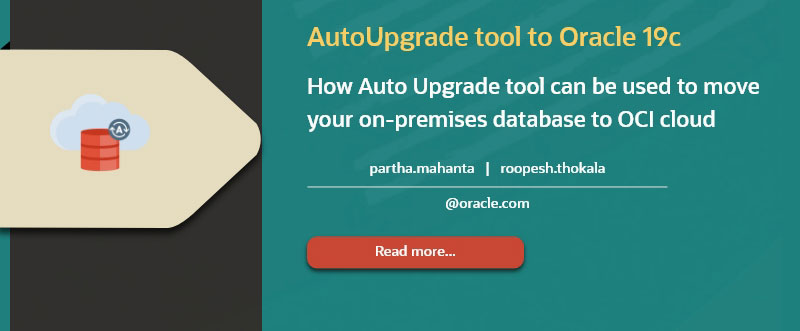 AutoUpgrade tool to Oracle 19c
How Auto Upgrade tool can be used to move
your on-premises database to OCI cloud
partha.mahanta | roopesh.thokala
@oracle.com
A
Read more...